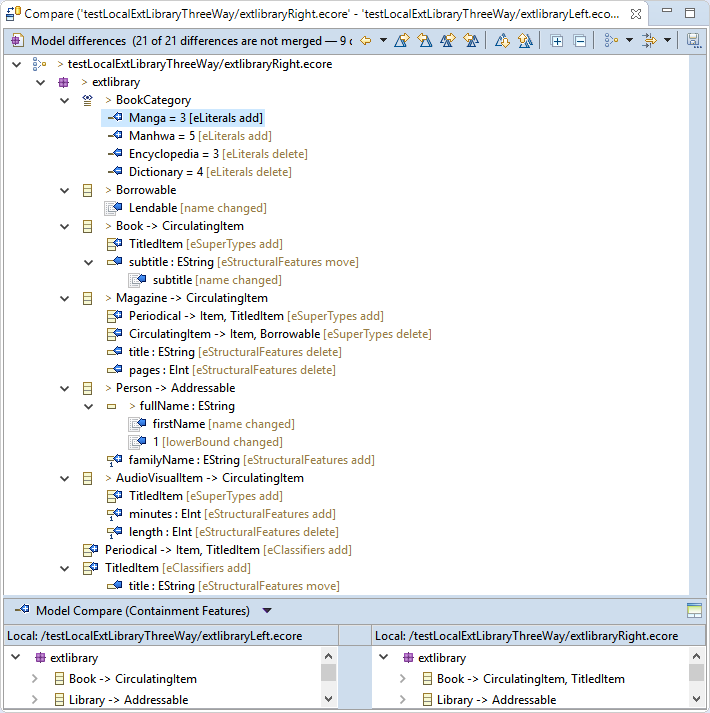 Compare ('testLocalExtLibraryThreeWay/extlibraryRight.ecore' - 'testLocalExtLibraryThreeWay/extlibraryLeft.eco...
Model differences (21 of 21 differences are not merged — 9 c
> testLocalExtLibraryThreeWay/extlibraryRight.ecore
> extlibrary
> BookCategory
Manga = 3 [eLiterals add]
Manhwa = 5 [eLiterals add]
Encyclopedia = 3 [eLiterals delete]
Dictionary = 4 [eLiterals delete]
> Borrowable
Lendable [name changed]
> Book -> CirculatingItem
TitledItem [eSuperTypes add]
subtitle : EString [eStructuralFeatures move]
subtitle [name changed]
> Magazine -> CirculatingItem
Periodical -> Item, TitledItem [eSuperTypes add]
CirculatingItem -> Item, Borrowable [eSuperTypes delete]
title : EString [eStructuralFeatures delete]
pages : EInt [eStructuralFeatures delete]
> Person -> Addressable
> fullName : EString
firstName [name changed]
1 [lowerBound changed]
familyName : EString [eStructuralFeatures add]
> AudioVisualItem -> CirculatingItem
TitledItem [eSuperTypes add]
minutes : EInt [eStructuralFeatures add]
length : EInt [eStructuralFeatures delete]
Periodical -> Item, TitledItem [eClassifiers add]
TitledItem [eClassifiers add]
title : EString [eStructuralFeatures move]
Model Compare (Containment Features)
Local: /testLocalExtLibraryThreeWay/extlibraryLeft.ecore
extlibrary
Book -> CirculatingItem
Library -> Addressable
Local: /testLocalExtLibraryThreeWay/extlibraryRight.ecore
extlibrary
Book -> CirculatingItem, TitledItem
Library -> Addressable